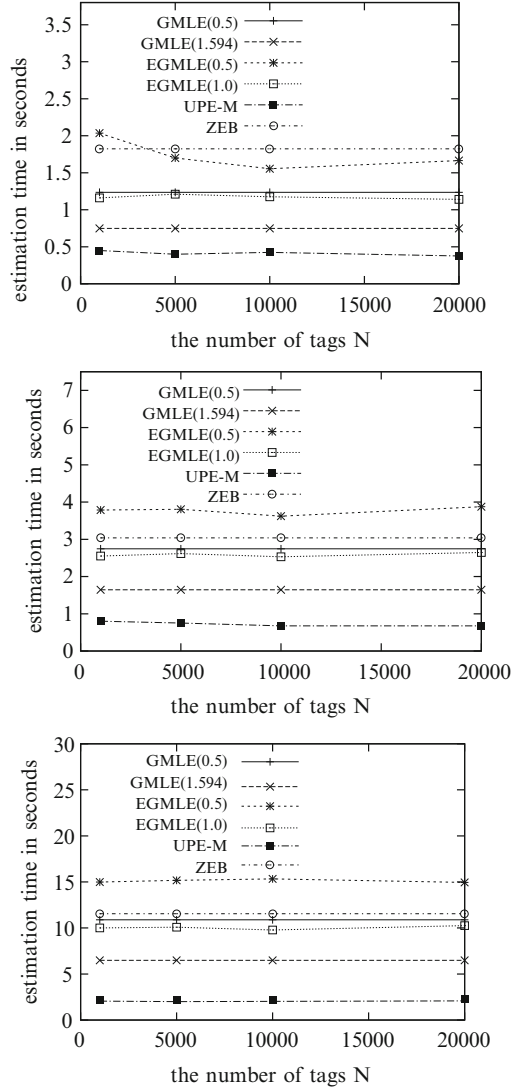 3.5
3
2.5
2
1.5
1
0.5
0
GMLE(0.5)
GMLE(1.594)
EGMLE(0.5)
EGMLE(1.0)
UPE-M
ZEB
estimation time in seconds
0 5000 10000 15000 20000
the number of tags N
7
6
5
4
3
2
1
0
GMLE(0.5)
GMLE(1.594)
EGMLE(0.5)
EGMLE(1.0)
UPE-M
ZEB
estimation time in seconds
0 5000 10000 15000 20000
the number of tags N
30
25
20
15
10
5
0
GMLE(0.5)
GMLE(1.594)
EGMLE(0.5)
EGMLE(1.0)
UPE-M
ZEB
estimation time in seconds
0 5000 10000 15000 20000
the number of tags N